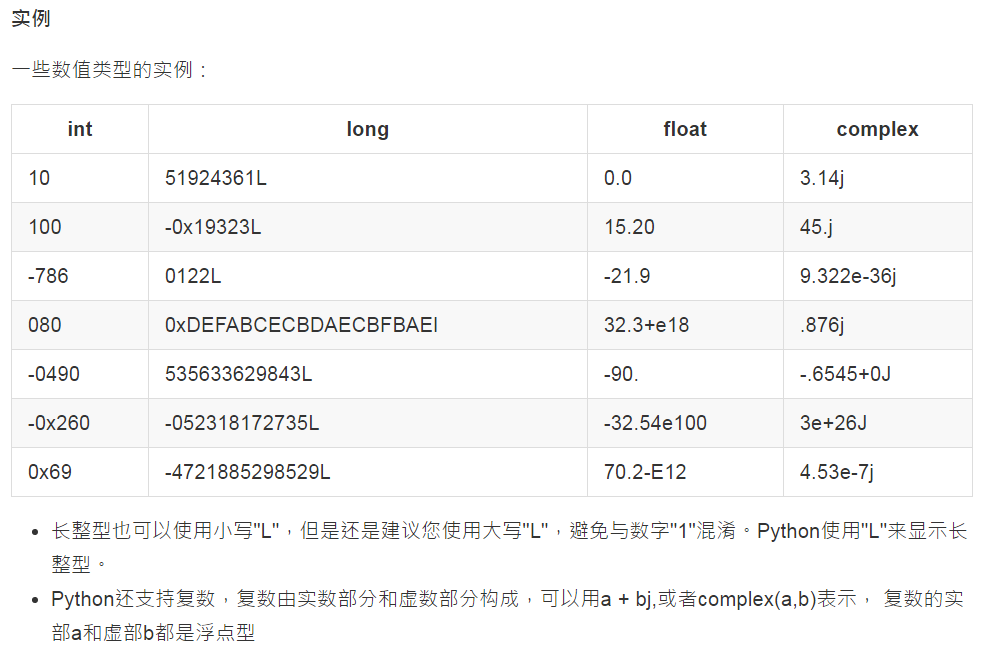 实例
一些数值类型的实例：
int long float complex
10 51924361L 0.0 3.14j
100 -0x19323L 15.20 45.j
-786 0122L -21.9 9.322e-36j
080 0xDEFABCECBDAECBFBAEl 32.3+e18 .876j
-0490 535633629843L -90. -.6545+0J
-0x260 -052318172735L -32.54e100 3e+26J
0x69 -4721885298529L 70.2-E12 4.53e-7j
• 长整型也可以使用小写"L"，但是还是建议您使用大写"L"，避免与数字"1"混淆。Python使用"L"来显示长
整型。
• Python还支持复数，复数由实数部分和虚数部分构成，可以用a + bj,或者complex(a,b)表示， 复数的实
部a和虚部b都是浮点型